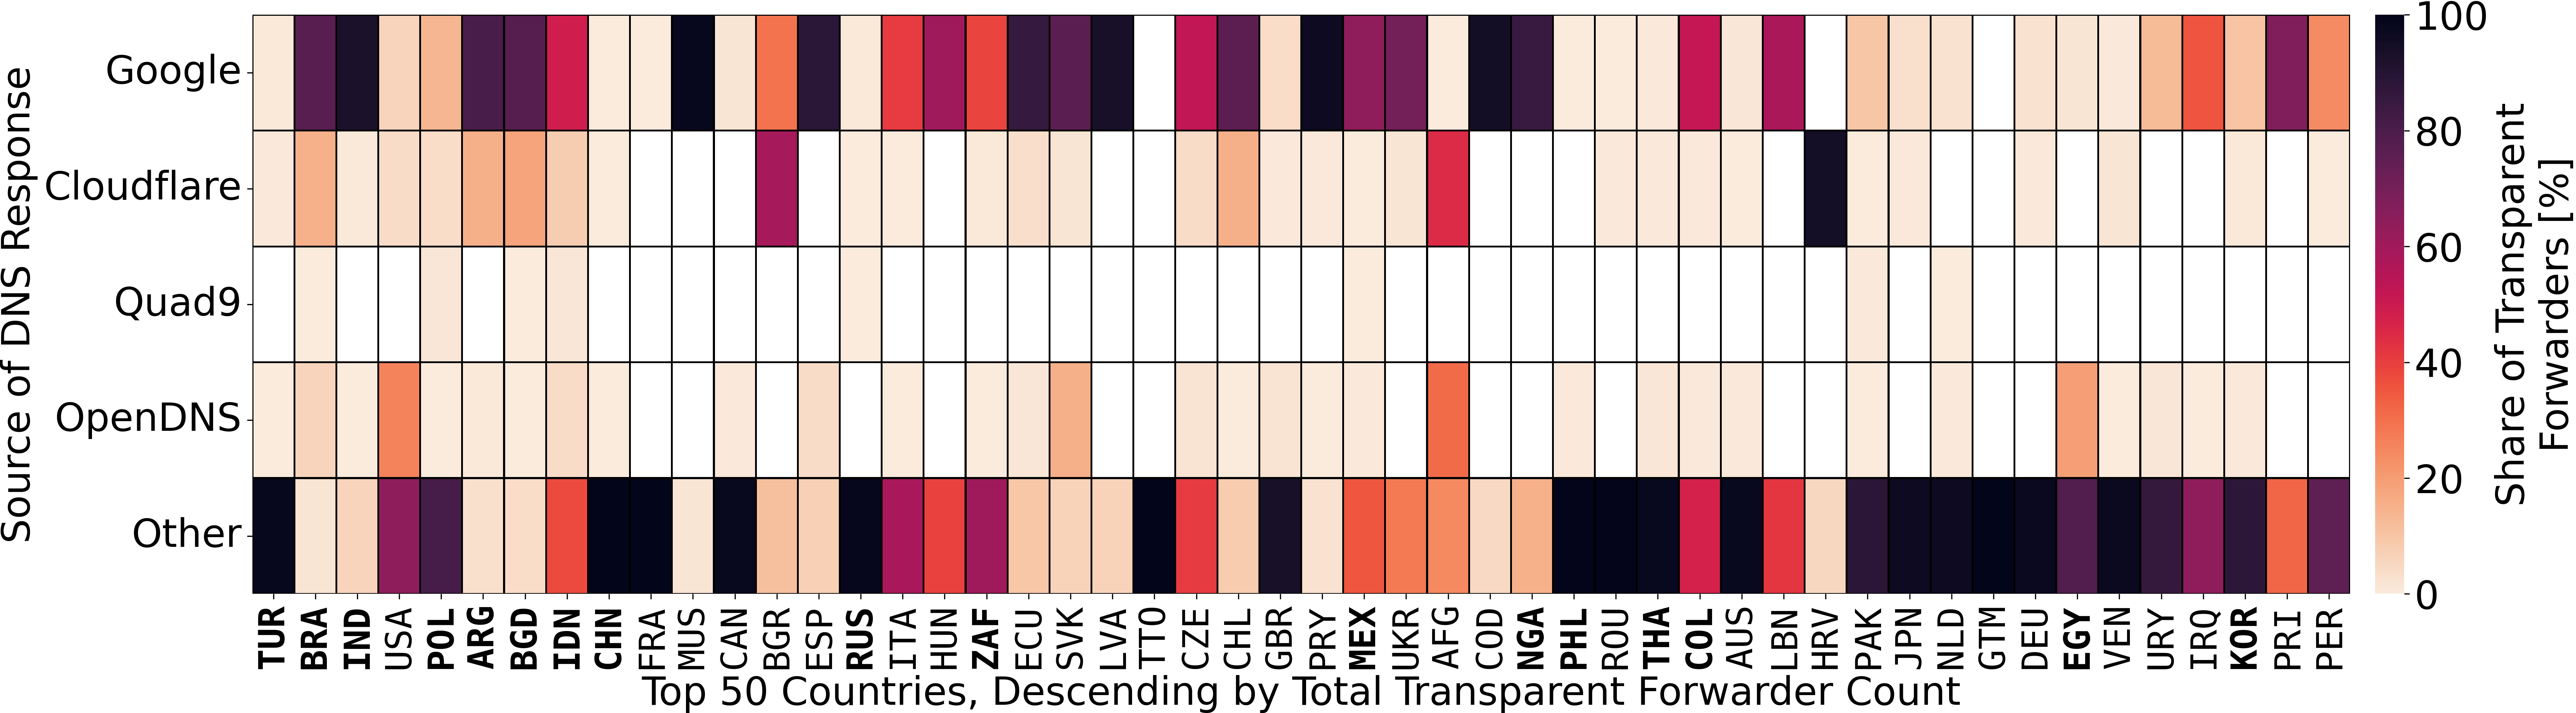 Source of DNS Response
Google
Cloudflare
Quad9
OpenDNS
Other
TUR BRA IND USA POL ARG BGD IDN CHN FRA MUS CAN BGR ESP RUS ITA HUN ZAF ECU SVK LVA TTO CZE CHL GBR PRY MEX UKR AFG COD NGA PHL ROU THA COL AUS LBN HRV PAK JPN NLD GTM DEU EGY VEN URY IRQ KOR PRI PER
Top 50 Countries, Descending by Total Transparent Forwarder Count
100
80
60
40
20
0
Share of Transparent
Forwarders [%]